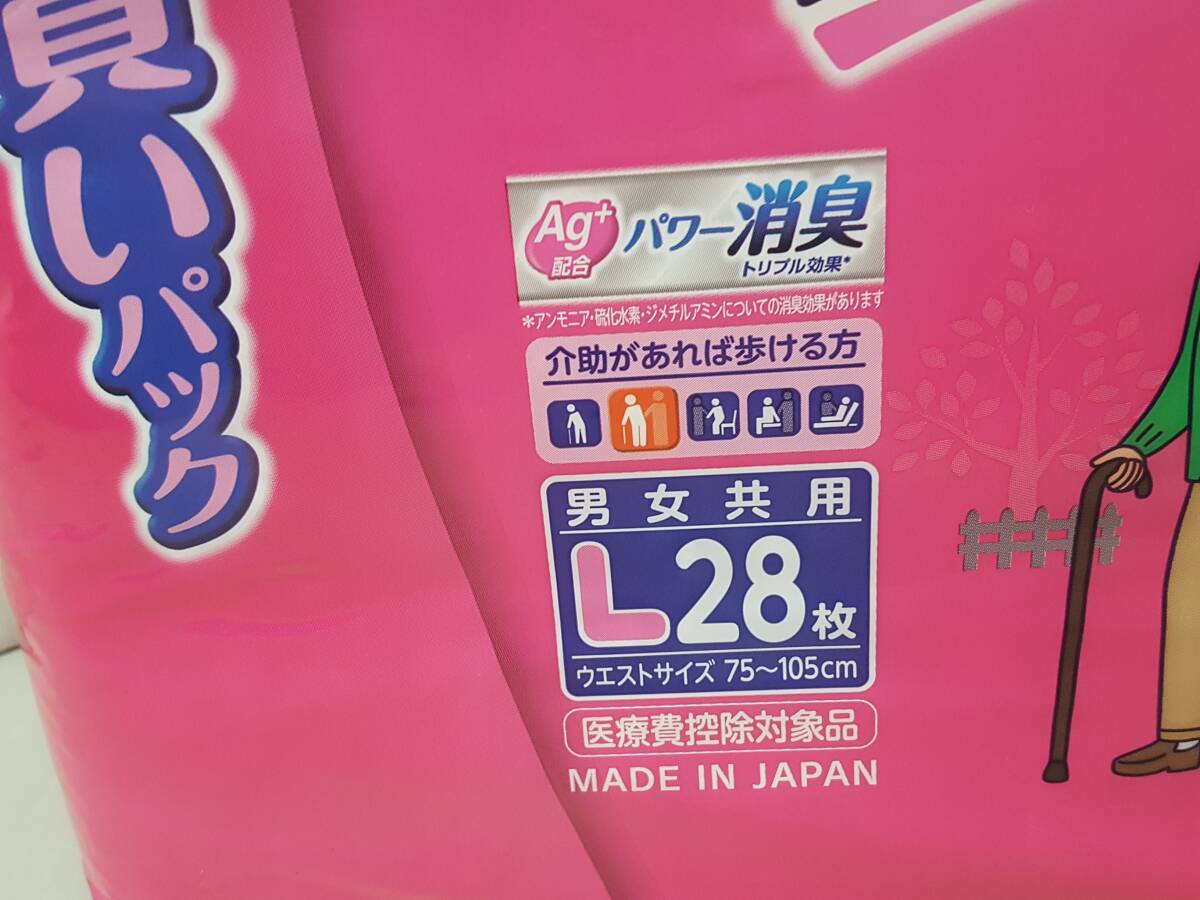 買いパック
Ag+
配合
パワー消臭
トリプル効果*
*アンモニア・硫化水素・ジメチルアミンについての消臭効果があります
介助があれば歩ける方
男女共用
L28枚
ウエストサイズ 75〜105cm
医療費控除対象品
MADE IN JAPAN